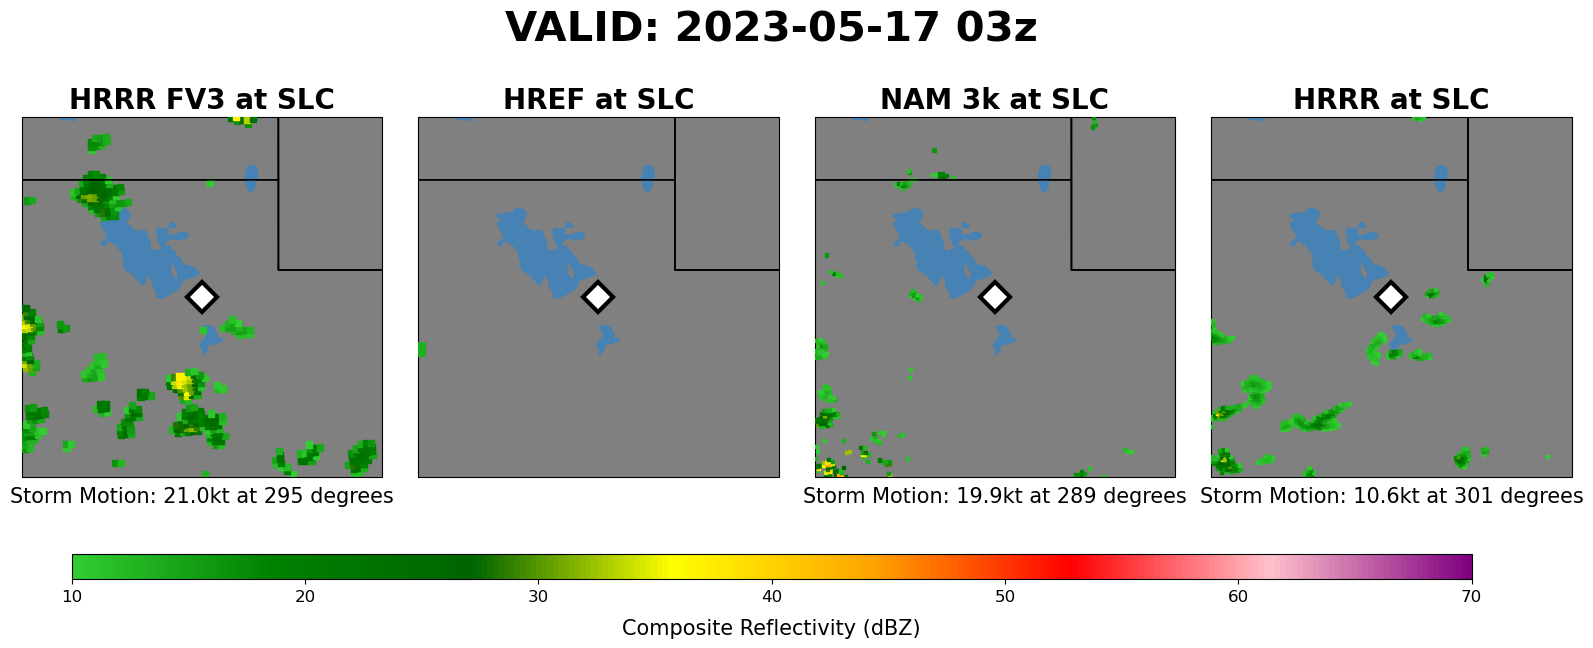 VALID: 2023-05-17 03z
HRRR FV3 at SLC
HREF at SLC
NAM 3k at SLC
HRRR at SLC
Storm Motion: 21.0kt at 295 degrees
Storm Motion: 19.9kt at 289 degrees
Storm Motion: 10.6kt at 301 degrees
10 20 30 40 50 60 70
Composite Reflectivity (dBZ)